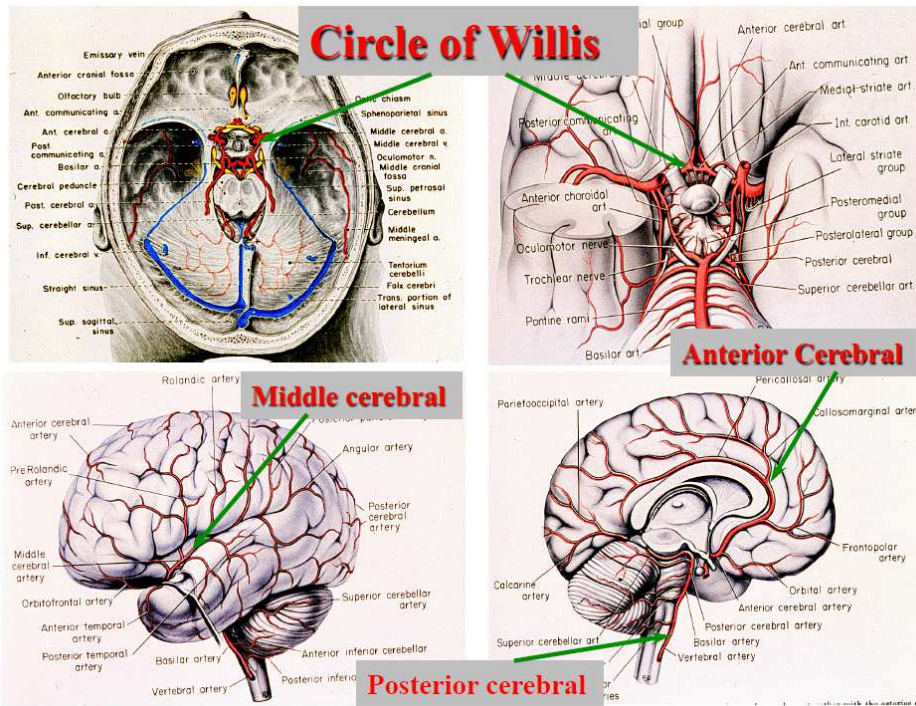 Circle of Willis
Emissary vein
Anterior cranial fossa
Olfactory bulb
Ant. communicating a.
Ant. cerebral a.
Post. communicating a.
Basilar a.
Cerebral peduncle
Post. cerebral a.
Sup. cerebellar a.
Inf. cerebral v.
Straight sinus
Sup. sagittal sinus
Optic chiasm
Sphenoparietal sinus
Middle cerebral a.
Middle cerebral v.
Oculomotor n.
Middle cranial fossa
Sup. petrosal sinus
Cerebellum
Middle meningeal a.
Tentorium cerebelli
Falx cerebri
Trans. portion of lateral sinus
group
Anterior cerebral art.
Ant. communicating art
Medial striate art.
Int. carotid art.
Lateral striate group
Posteromedial group
Posterolateral group
Posterior cerebral
Superior cerebellar art.
Posterior communicating art
Anterior choroidal art
Oculomotor nerve
Trochlear nerve
Pontine rami
Basilar art.
Middle cerebral
Rolandic artery
Anterior cerebral artery
Pre Rolandic artery
Middle cerebral artery
Orbitofrontal artery
Anterior temporal artery
Posterior temporal artery
Basilar artery
Vertebral artery
Angular artery
Posterior cerebral artery
Superior cerebellar artery
Anterior inferior cerebellar
Posterior inferior
Anterior Cerebral
Pericallosal artery
Parietooccipital artery
Callosomarginal arter
Frontopolar artery
Orbital artery
Anterior cerebral artery
Posterior cerebral artery
Basilar artery
Vertebral artery
Calcarine artery
Superior cerebellar art
Posterior cerebral